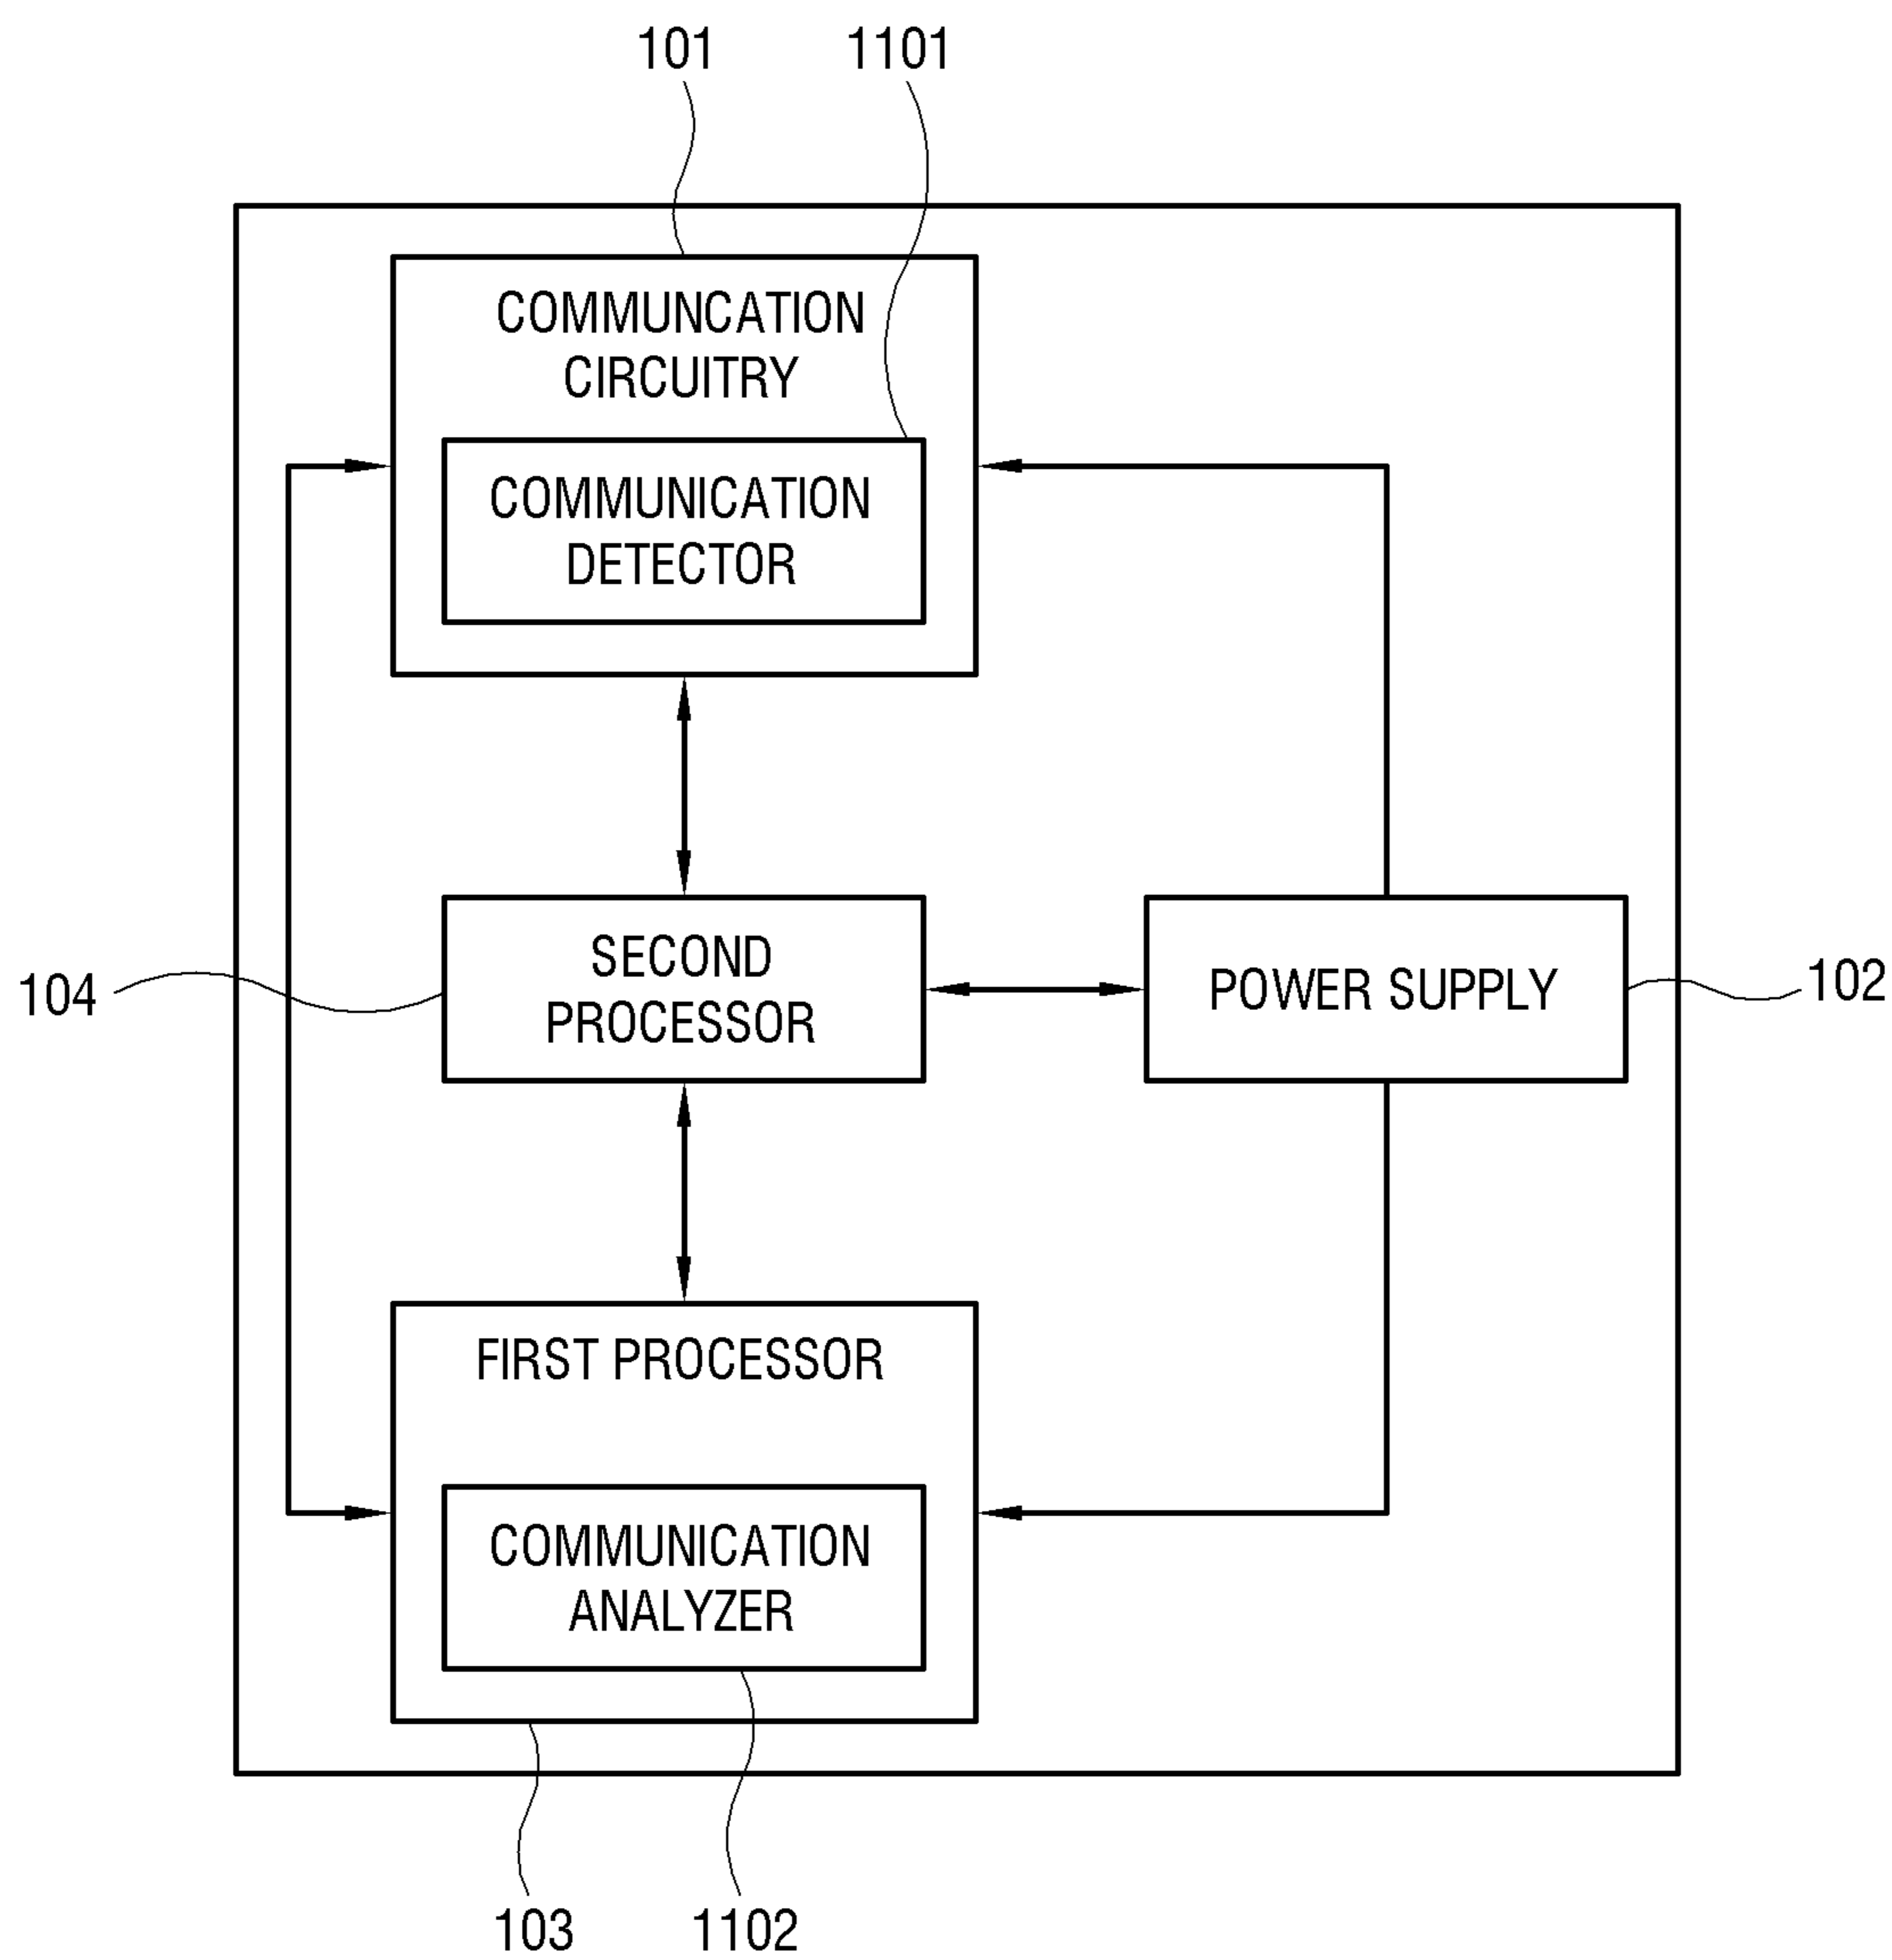 101
1101
COMMUNCATION
CIRCUITRY
COMMUNICATION
DETECTOR
SECOND
PROCESSOR
104
POWER SUPPLY
102
FIRST PROCESSOR
COMMUNICATION
ANALYZER
103
1102